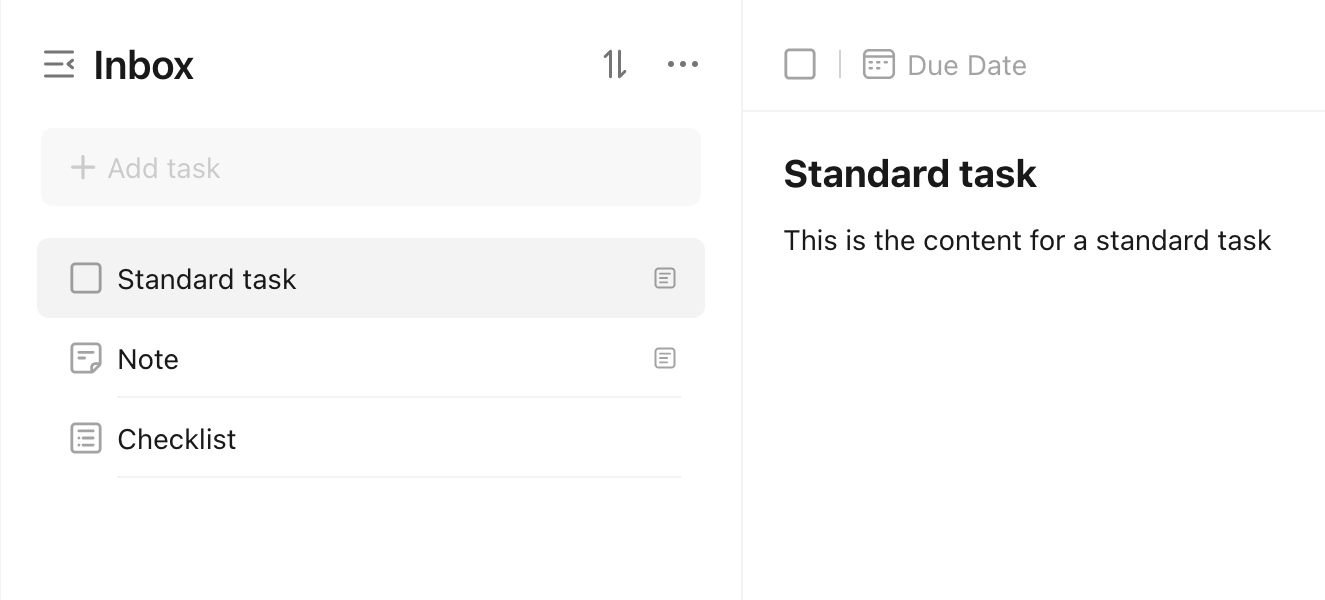 Inbox
Add task
Standard task
Note
Checklist
Due Date
Standard task
This is the content for a standard task